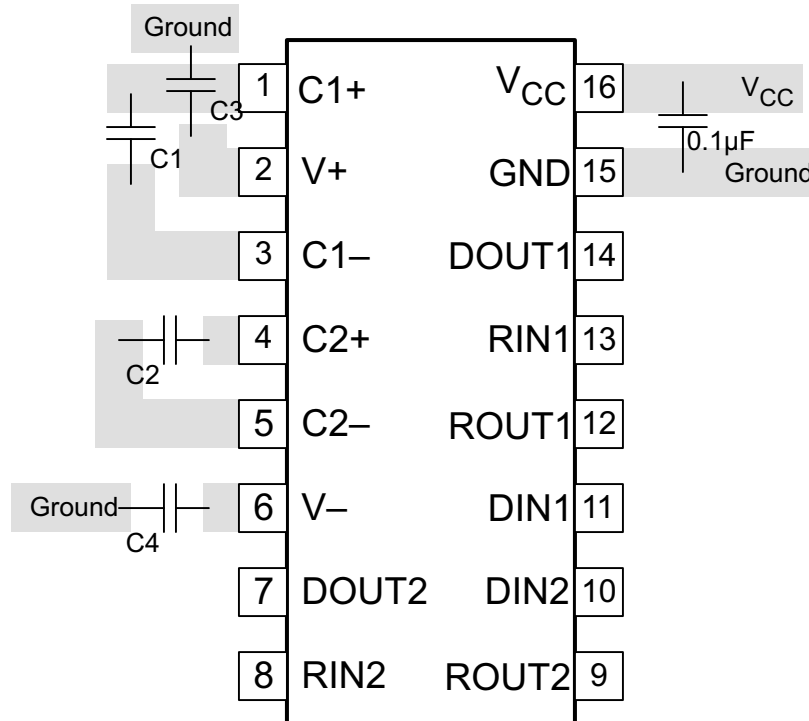 Ground
1 C1+ VCC 16 VCC
C3
C1 0.1µF
2 V+ GND 15 Ground
3 C1– DOUT1 14
4 C2+ RIN1 13
C2
5 C2– ROUT1 12
Ground 6 V– DIN1 11
C4
7 DOUT2 DIN2 10
8 RIN2 ROUT2 9